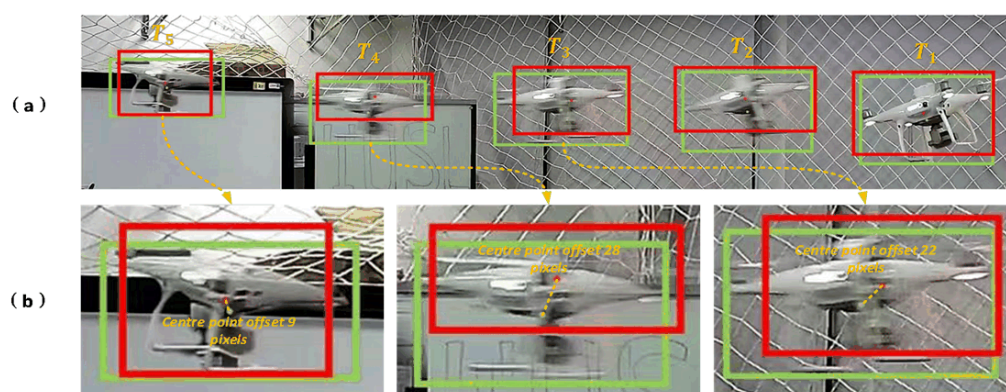 T5
T4
T3
T2
T1
(a)
(b)
Centre point offset 9
pixels
Centre point offset 28
pixels
Centre point offset 22
pixels